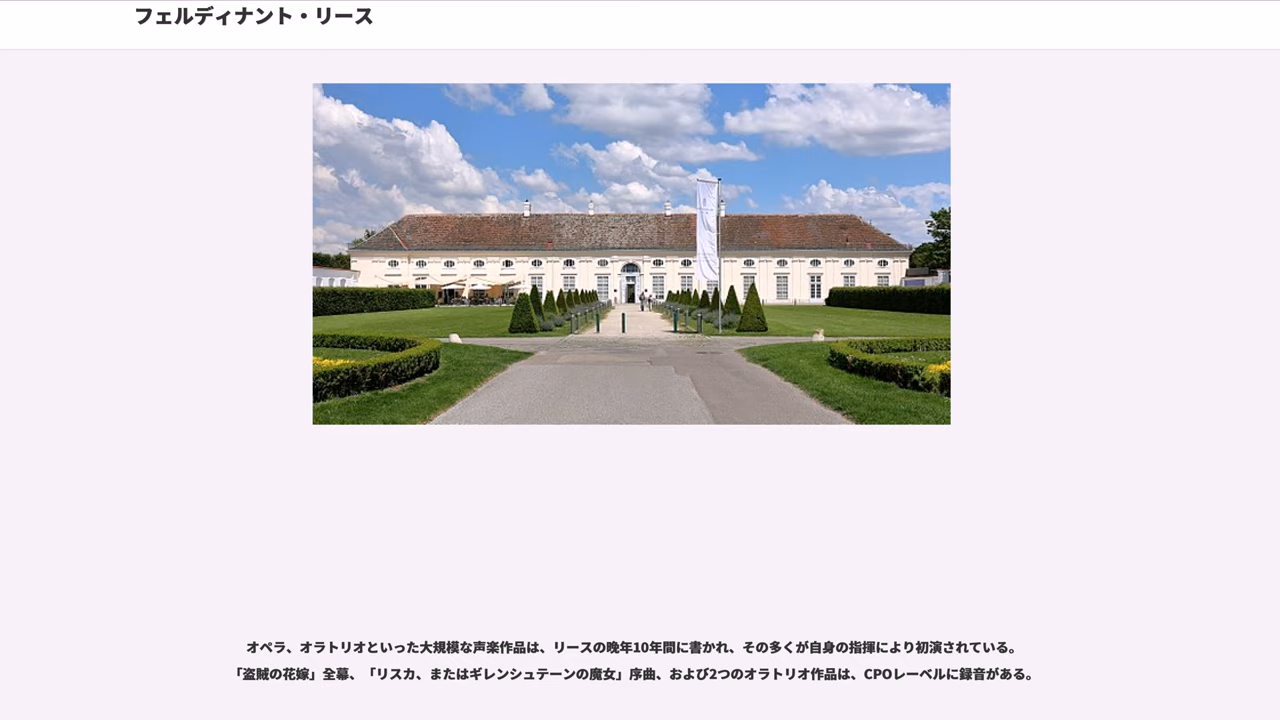 フェルディナント・リース
オペラ、オラトリオといった大規模な声楽作品は、リースの晩年10年間に書かれ、その多くが自身の指揮により初演されている。
「盗賊の花嫁」全幕、「リスカ、またはギレンシュテーンの魔女」序曲、および2つのオラトリオ作品は、CPOレーベルに録音がある。